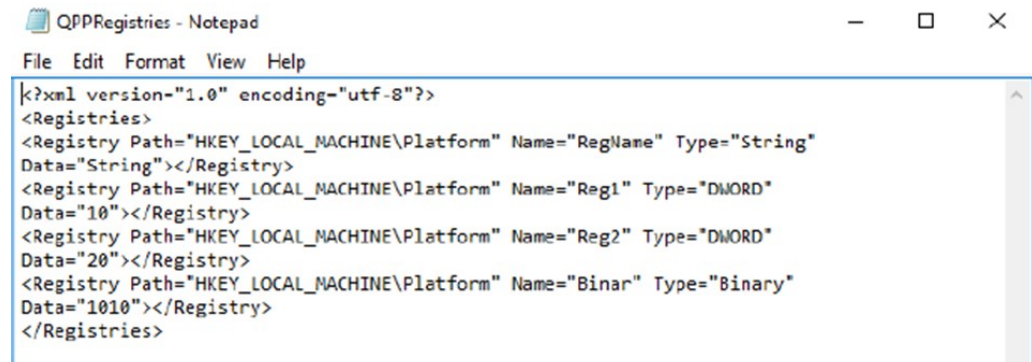 QPPRegistries - Notepad
File Edit Format View Help
<?xml version="1.0" encoding="utf-8"?>
<Registries>
<Registry Path="HKEY_LOCAL_MACHINE\Platform" Name="RegName" Type="String"
Data="String"></Registry>
<Registry Path="HKEY_LOCAL_MACHINE\Platform" Name="Reg1" Type="DWORD"
Data="10"></Registry>
<Registry Path="HKEY_LOCAL_MACHINE\Platform" Name="Reg2" Type="DWORD"
Data="20"></Registry>
<Registry Path="HKEY_LOCAL_MACHINE\Platform" Name="Binar" Type="Binary"
Data="1010"></Registry>
</Registries>